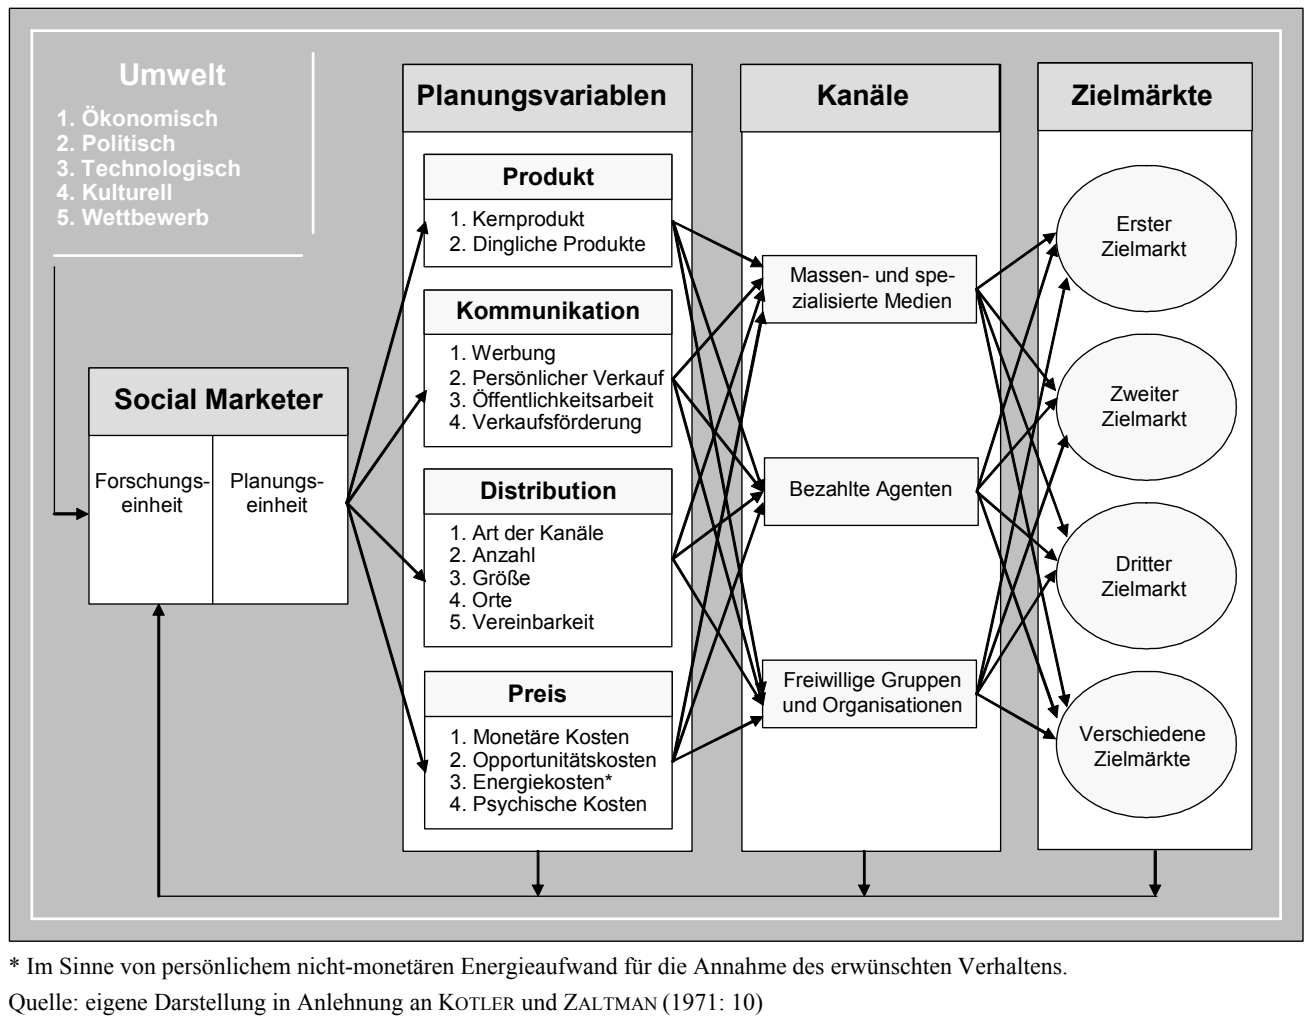 Umwelt
1. Ökonomisch
2. Politisch
3. Technologisch
4. Kulturell
5. Wettbewerb
Social Marketer
Forschungs-
einheit
Planungs-
einheit
Planungsvariablen
Produkt
1. Kernprodukt
2. Dingliche Produkte
Kommunikation
1. Werbung
2. Persönlicher Verkauf
3. Öffentlichkeitsarbeit
4. Verkaufsförderung
Distribution
1. Art der Kanäle
2. Anzahl
3. Größe
4. Orte
5. Vereinbarkeit
Preis
1. Monetäre Kosten
2. Opportunitätskosten
3. Energiekosten*
4. Psychische Kosten
Kanäle
Massen- und spe-
zialisierte Medien
Bezahlte Agenten
Freiwillige Gruppen
und Organisationen
Zielmärkte
Erster
Zielmarkt
Zweiter
Zielmarkt
Dritter
Zielmarkt
Verschiedene
Zielmärkte
* Im Sinne von persönlichem nicht-monetären Energieaufwand für die Annahme des erwünschten Verhaltens.
Quelle: eigene Darstellung in Anlehnung an KOTLER und ZALTMAN (1971: 10)